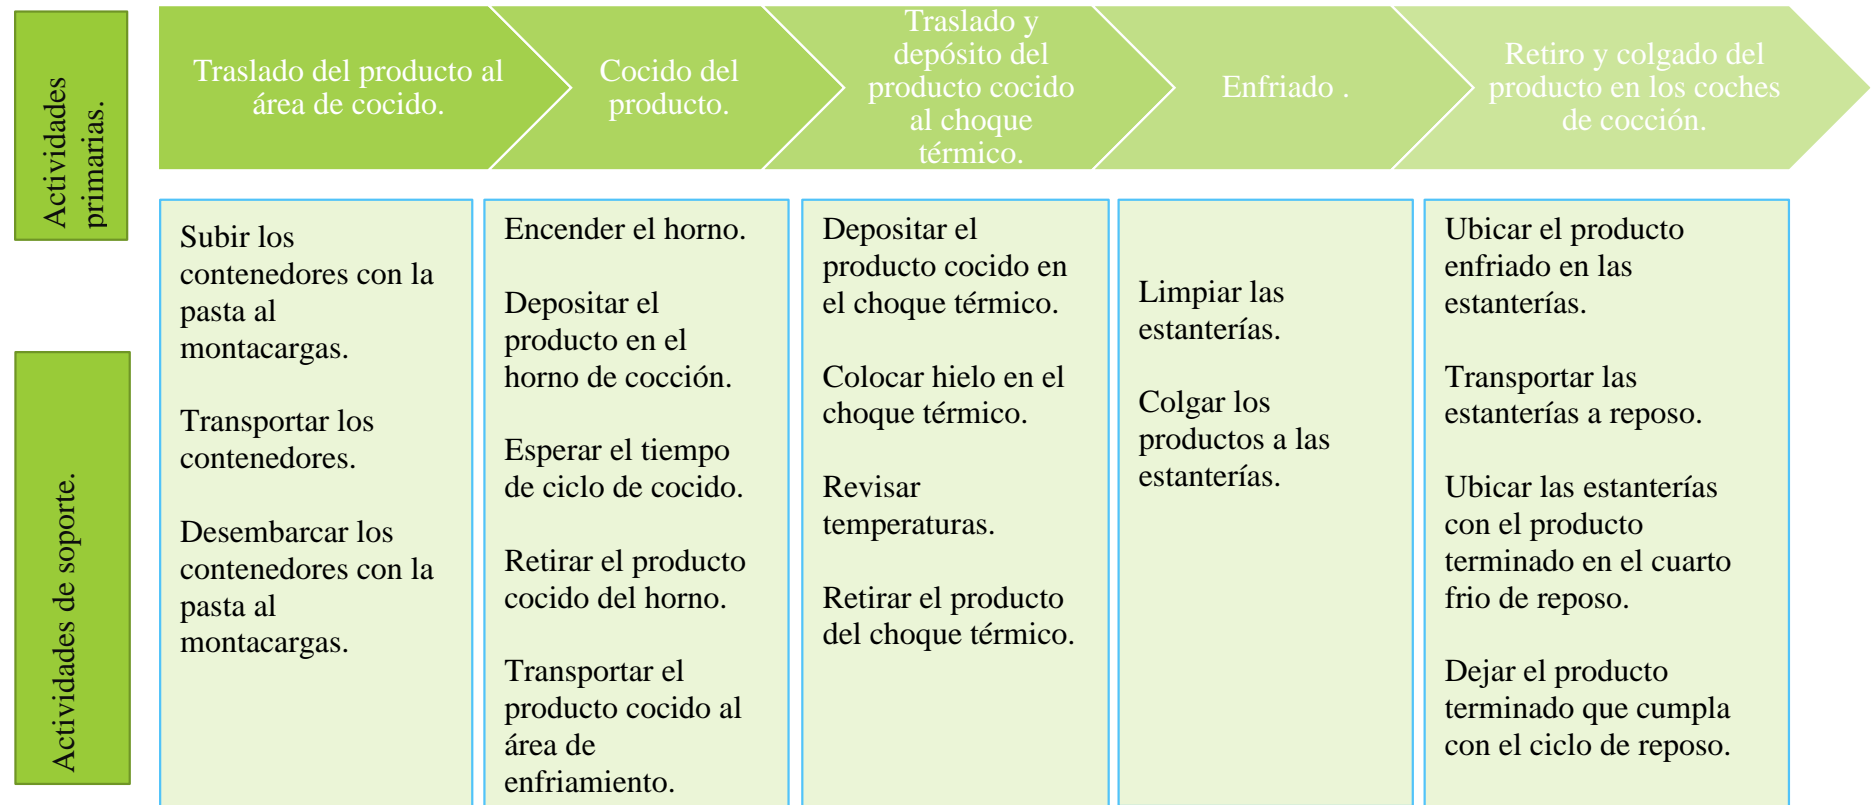 Actividades
primarias.
Traslado del producto al
área de cocido.
Cocido del
producto.
Traslado y
depósito del
producto cocido
al choque
térmico.
Enfriado .
Retiro y colgado del
producto en los coches
de cocción.
Actividades de soporte.
Subir los
contenedores con la
pasta al
montacargas.
Transportar los
contenedores.
Desembarcar los
contenedores con la
pasta al
montacargas.
Encender el horno.
Depositar el
producto en el
horno de cocción.
Esperar el tiempo
de ciclo de cocido.
Retirar el producto
cocido del horno.
Transportar el
producto cocido al
área de
enfriamiento.
Depositar el
producto cocido en
el choque térmico.
Colocar hielo en el
choque térmico.
Revisar
temperaturas.
Retirar el producto
del choque térmico.
Limpiar las
estanterías.
Colgar los
productos a las
estanterías.
Ubicar el producto
enfriado en las
estanterías.
Transportar las
estanterías a reposo.
Ubicar las estanterías
con el producto
terminado en el cuarto
frio de reposo.
Dejar el producto
terminado que cumpla
con el ciclo de reposo.